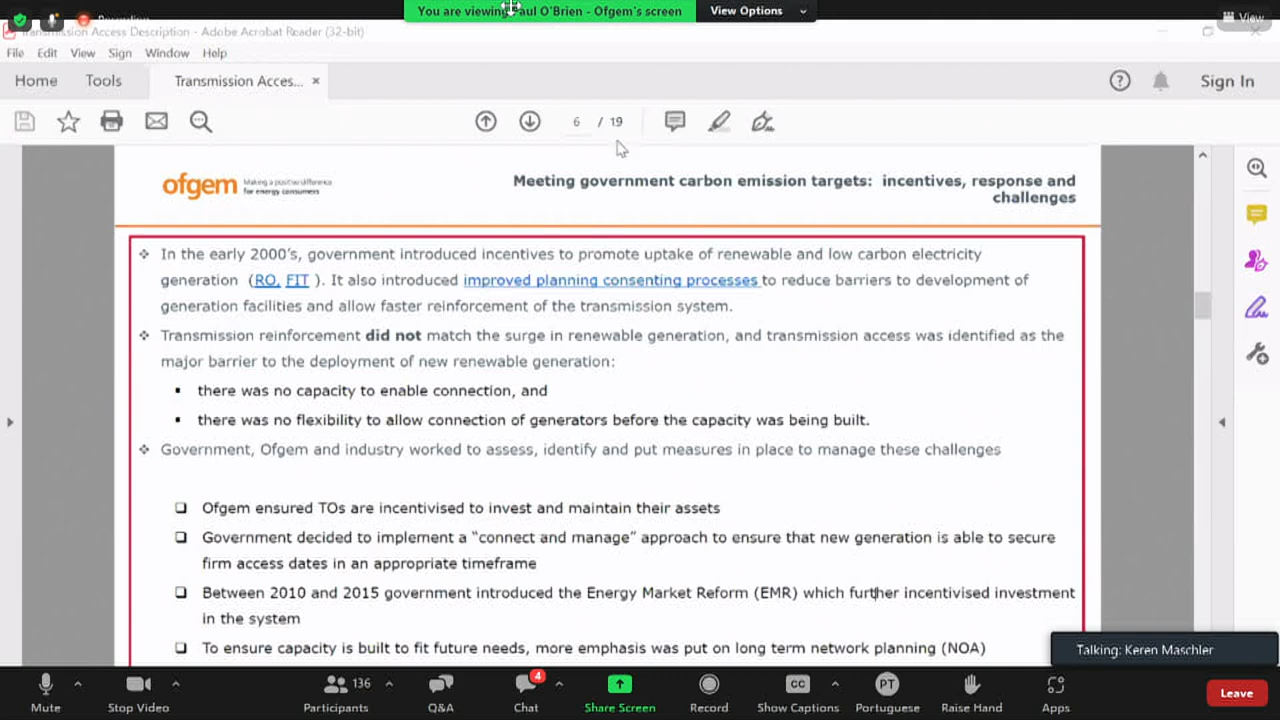 You are viewing Paul O'Brien - Ofgem's screen
View Options
View
Transmission Access Description - Adobe Acrobat Reader (32-bit)
File Edit View Sign Window Help
Home Tools Transmission Acces... × Sign In
6 / 19
ofgem Making a positive difference
for energy consumers
Meeting government carbon emission targets: incentives, response and
challenges
❖ In the early 2000's, government introduced incentives to promote uptake of renewable and low carbon electricity
generation (RO, FIT ). It also introduced improved planning consenting processes to reduce barriers to development of
generation facilities and allow faster reinforcement of the transmission system.
❖ Transmission reinforcement did not match the surge in renewable generation, and transmission access was identified as the
major barrier to the deployment of new renewable generation:
▪ there was no capacity to enable connection, and
▪ there was no flexibility to allow connection of generators before the capacity was being built.
❖ Government, Ofgem and industry worked to assess, identify and put measures in place to manage these challenges
❑ Ofgem ensured TOs are incentivised to invest and maintain their assets
❑ Government decided to implement a “connect and manage” approach to ensure that new generation is able to secure
firm access dates in an appropriate timeframe
❑ Between 2010 and 2015 government introduced the Energy Market Reform (EMR) which further incentivised investment
in the system
❑ To ensure capacity is built to fit future needs, more emphasis was put on long term network planning (NOA)
Talking: Keren Maschler
136 4 CC PT
Mute Stop Video Participants Q&A Chat Share Screen Record Show Captions Portuguese Raise Hand Apps Leave